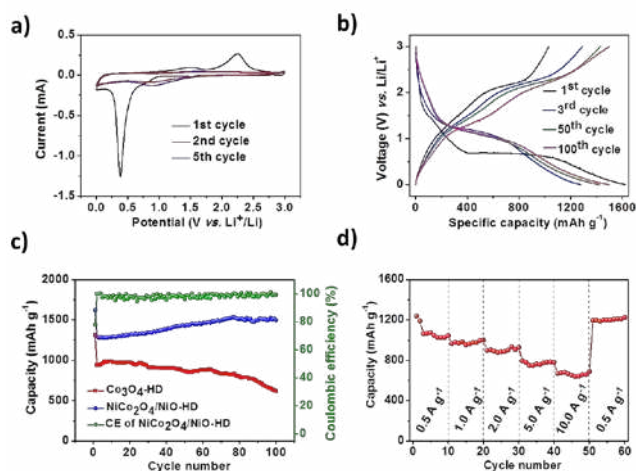 a)
0.5
0.0
-0.5
-1.0
-1.5
Current (mA)
1st cycle
2nd cycle
5th cycle
0.0 0.5 1.0 1.5 2.0 2.5 3.0
Potential (V vs. Li⁺/Li)
b)
3
2
1
0
Voltage (V) vs. Li/Li⁺
1ˢᵗ cycle
3ʳᵈ cycle
50ᵗʰ cycle
100ᵗʰ cycle
0 400 800 1200 1600
Specific capacity (mAh g⁻¹)
c)
2000
1500
1000
500
0
Capacity (mAh g⁻¹)
Co₃O₄-HD
NiCo₂O₄/NiO-HD
CE of NiCo₂O₄/NiO-HD
100
80
60
40
20
0
Coulombic efficiency (%)
0 20 40 60 80 100
Cycle number
d)
1600
1200
800
400
0
Capacity (mAh g⁻¹)
0.5 A g⁻¹
1.0 A g⁻¹
2.0 A g⁻¹
5.0 A g⁻¹
10.0 A g⁻¹
0.5 A g⁻¹
0 10 20 30 40 50 60
Cycle number